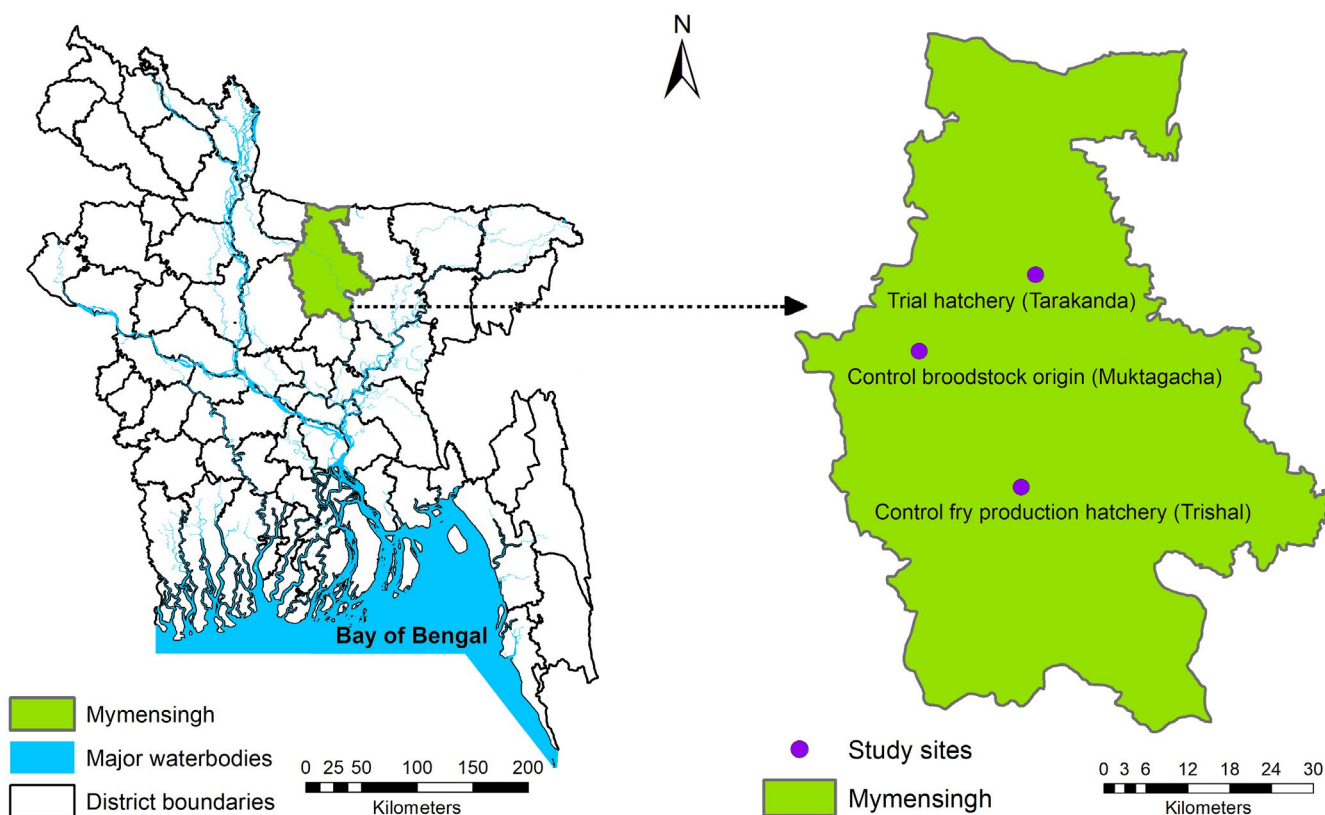 N
Trial hatchery (Tarakanda)
Control broodstock origin (Muktagacha)
Control fry production hatchery (Trishal)
Bay of Bengal
Mymensingh
Major waterbodies
District boundaries
0 25 50 100 150 200
Kilometers
Study sites
Mymensingh
0 3 6 12 18 24 30
Kilometers